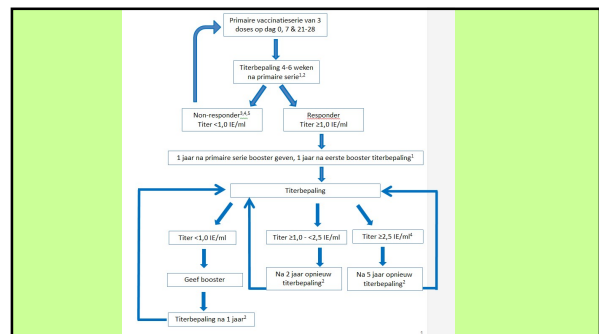 Primaire vaccinatieserie van 3
doses op dag 0, 7 & 21-28
Titerbepaling 4-6 weken
na primaire serie1,2
Non-responder3,4,5
Titer <1,0 IE/ml
Responder
Titer ≥1,0 IE/ml
1 jaar na primaire serie booster geven, 1 jaar na eerste booster titerbepaling1
Titerbepaling
Titer <1,0 IE/ml
Titer ≥1,0 - <2,5 IE/ml
Titer ≥2,5 IE/ml4
Geef booster
Na 2 jaar opnieuw
titerbepaling2
Na 5 jaar opnieuw
titerbepaling2
Titerbepaling na 1 jaar2